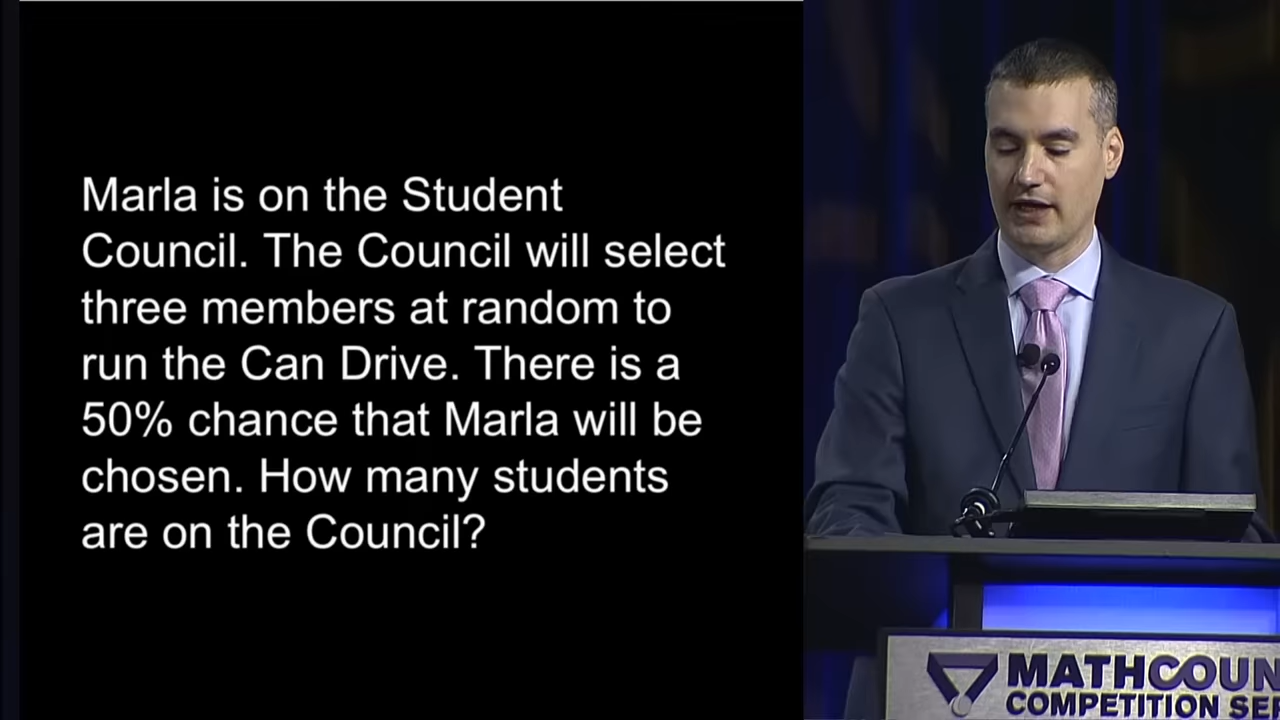 Marla is on the Student
Council. The Council will select
three members at random to
run the Can Drive. There is a
50% chance that Marla will be
chosen. How many students
are on the Council?
MATHCOUN
COMPETITION SER